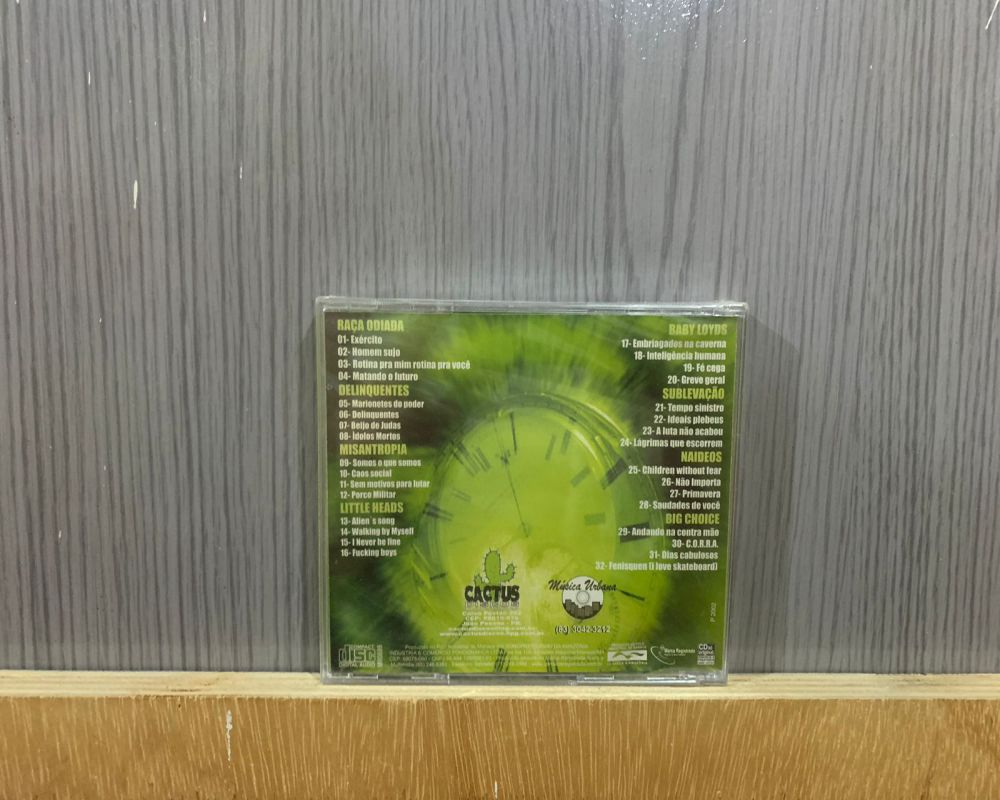 RAÇA ODIADA
01- Exército
02- Homem sujo
03- Rotina pra mim rotina pra você
04- Matando o futuro
DELINQUENTES
05- Marionetes do poder
06- Delinquentes
07- Beijo de Judas
08- Ídolos Mortos
MISANTROPIA
09- Somos o que somos
10- Caos social
11- Sem motivos para lutar
12- Porco Militar
LITTLE HEADS
13- Alien´s song
14- Walking by Myself
15- I Never be fine
16- Fucking boys
BABY LOYDS
17- Embriagados na caverna
18- Inteligência humana
19- Fé cega
20- Greve geral
SUBLEVAÇÃO
21- Tempo sinistro
22- Ideais plebeus
23- A luta não acabou
24- Lágrimas que escorrem
NAIDEOS
25- Children without fear
26- Não Importa
27- Primavera
28- Saudades de você
BIG CHOICE
29- Andando na contra mão
30- C.O.R.R.A.
31- Dias cabulosos
32- Fenisquen (I love skateboard)
CACTUS
DISCOS
Música Urbana
(83) 3042-3212
P 2002
COMPACT
disc
DIGITAL AUDIO